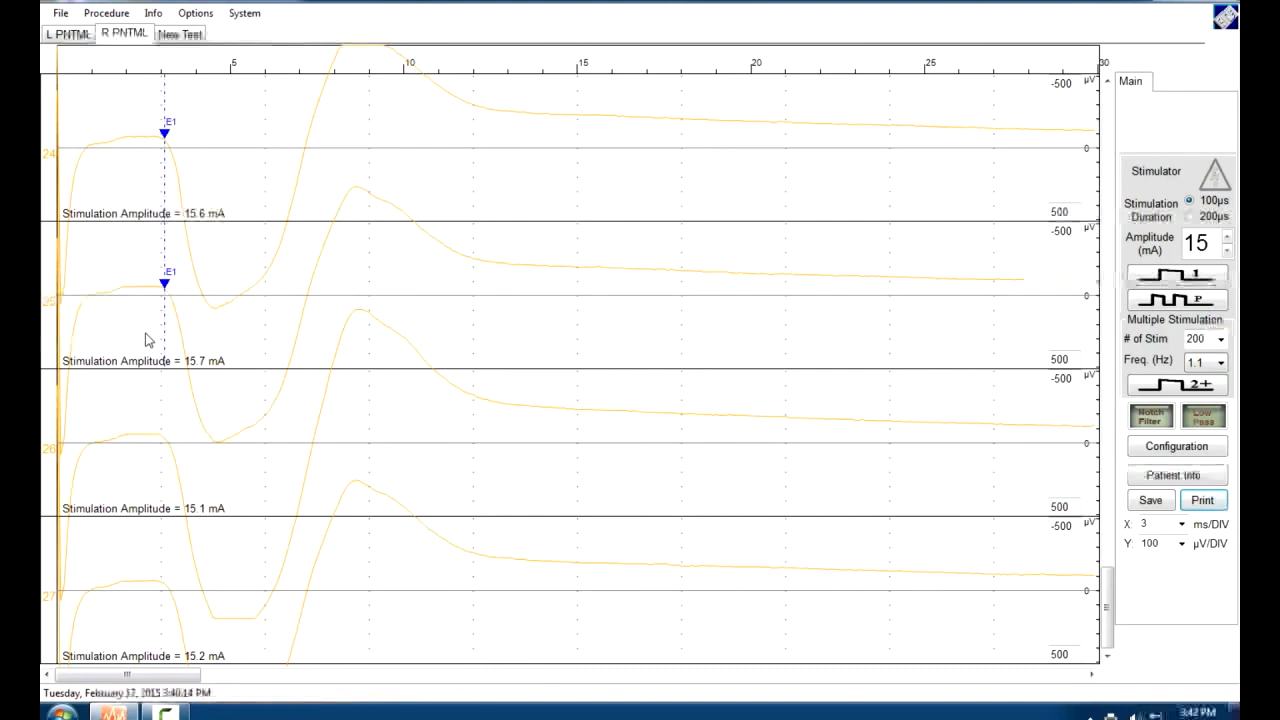 File Procedure Info Options System
L PNTML R PNTML New Test
5 10 15 20 25 30
µV
-500
E1
24
0
Stimulation Amplitude = 15.6 mA
500
µV
-500
E1
25
0
Stimulation Amplitude = 15.7 mA
500
µV
-500
26
0
Stimulation Amplitude = 15.1 mA
500
µV
-500
27
0
Stimulation Amplitude = 15.2 mA
500
Main
Stimulator
Stimulation Duration
100µs
200µs
Amplitude (mA)
15
1
P
Multiple Stimulation
# of Stim 200
Freq. (Hz) 1.1
2+
Notch Filter
Low Pass
Configuration
Patient Info
Save Print
X: 3 ms/DIV
Y: 100 µV/DIV
Tuesday, February 17, 2015 3:40:14 PM
3:42 PM